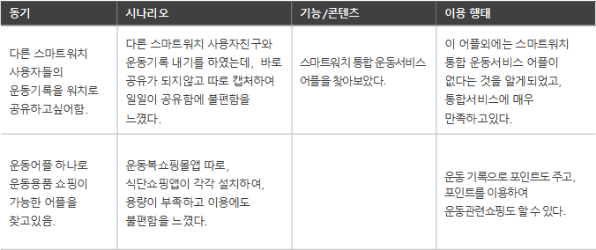 동기 시나리오 기능/콘텐츠 이용 행태
다른 스마트워치
사용자들의
운동기록을 워치로
공유하고싶어함.
다른 스마트워치 사용자친구와
운동기록 내기를 하였는데, 바로
공유가 되지않고 따로 캡처하여
일일이 공유함에 불편함을
느꼈다.
스마트워치 통합 운동서비스
어플을 찾아보았다.
이 어플외에는 스마트워치
통합 운동서비스 어플이
없다는 것을 알게되었고,
통합서비스에 매우
만족하고있다.
운동어플 하나로
운동용품 쇼핑이
가능한 어플을
찾고있음.
운동복쇼핑몰앱 따로,
식단쇼핑앱이 각각 설치하여,
용량이 부족하고 이용에도
불편함을 느꼈다.
운동 기록으로 포인트도 주고,
포인트를 이용하여
운동관련쇼핑도 할 수 있다.